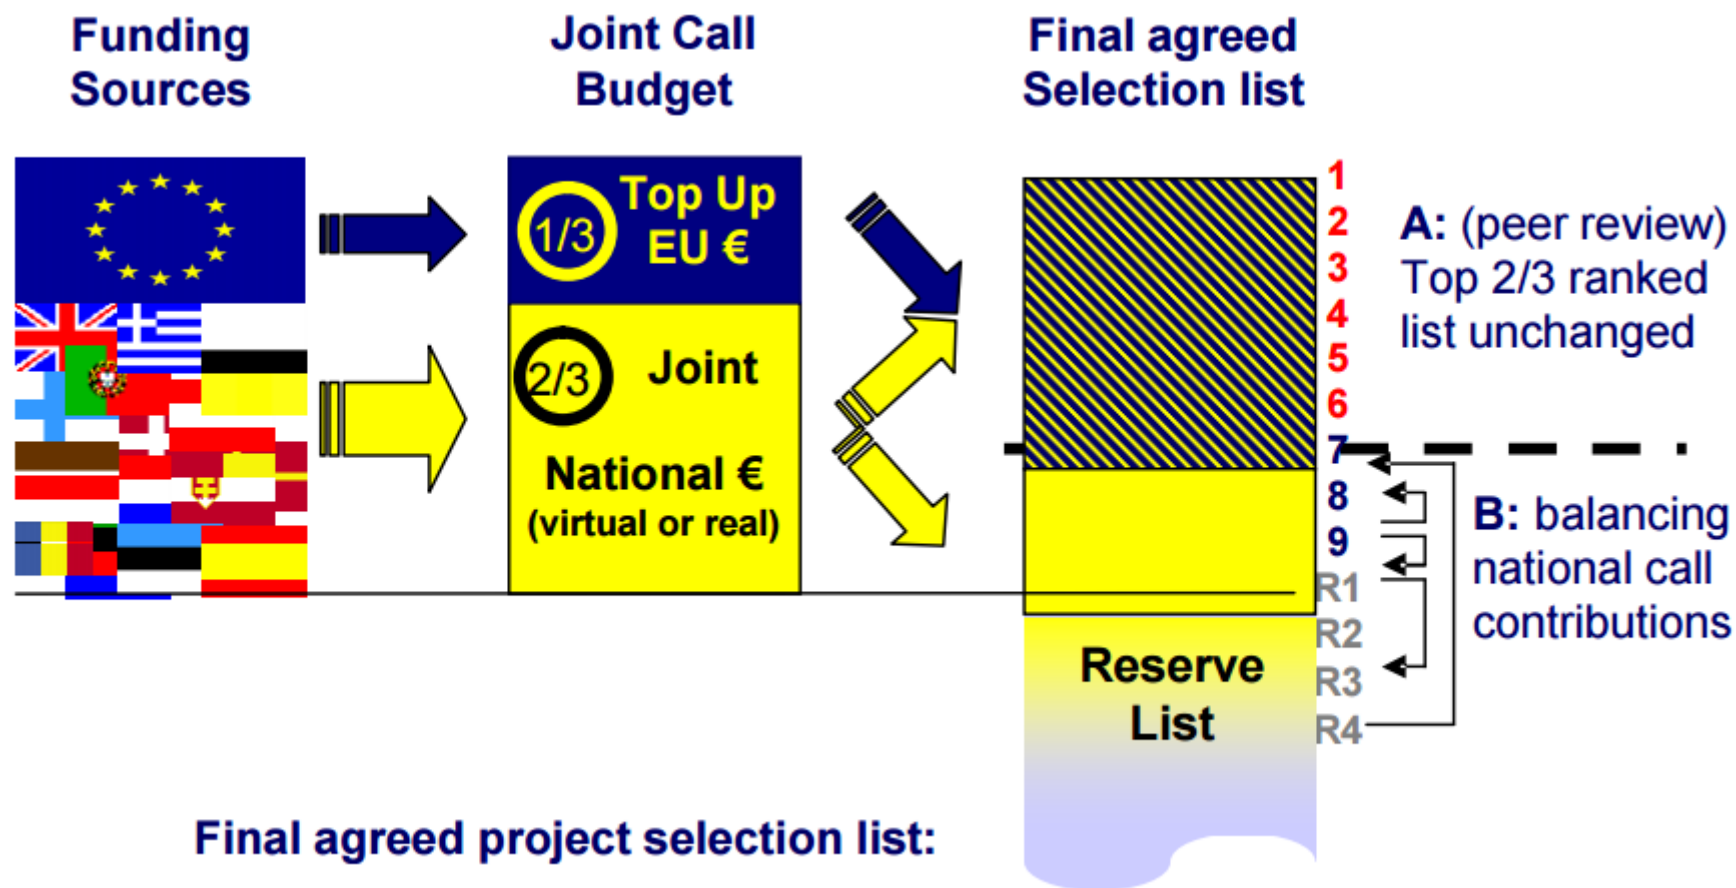 Funding
Sources
Joint Call
Budget
Final agreed
Selection list
1/3
Top Up
EU €
2/3
Joint
National €
(virtual or real)
1
2
3
4
5
6
7
8
9
R1
R2
R3
R4
A: (peer review)
Top 2/3 ranked
list unchanged
B: balancing
national call
contributions
Reserve
List
Final agreed project selection list: